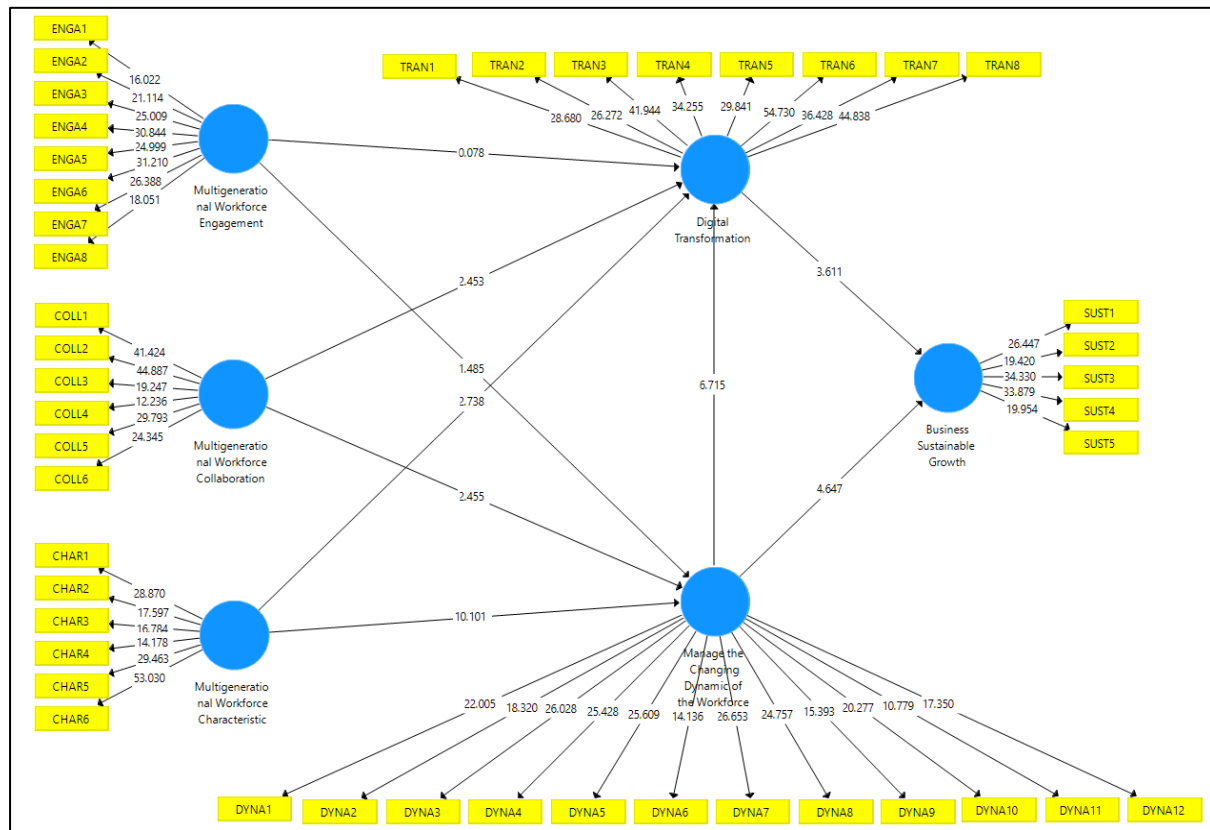 ENGA1
ENGA2
ENGA3
ENGA4
ENGA5
ENGA6
ENGA7
ENGA8
16.022
21.114
25.009
30.844
24.999
31.210
26.388
18.051
Multigeneratio
nal Workforce
Engagement
TRAN1
TRAN2
TRAN3
TRAN4
TRAN5
TRAN6
TRAN7
TRAN8
28.680
26.272
41.944
34.255
29.841
54.730
36.428
44.838
Digital
Transformation
0.078
2.453
1.485
2.738
6.715
3.611
4.647
2.455
10.101
COLL1
COLL2
COLL3
COLL4
COLL5
COLL6
41.424
44.887
19.247
12.236
29.793
24.345
Multigeneratio
nal Workforce
Collaboration
SUST1
SUST2
SUST3
SUST4
SUST5
26.447
19.420
34.330
33.879
19.954
Business
Sustainable
Growth
CHAR1
CHAR2
CHAR3
CHAR4
CHAR5
CHAR6
28.870
17.597
16.784
14.178
29.463
53.030
Multigeneratio
nal Workforce
Characteristic
Manage the
Changing
Dynamic of
the Workforce
22.005
18.320
26.028
25.428
25.609
14.136
26.653
24.757
15.393
20.277
10.779
17.350
DYNA1
DYNA2
DYNA3
DYNA4
DYNA5
DYNA6
DYNA7
DYNA8
DYNA9
DYNA10
DYNA11
DYNA12